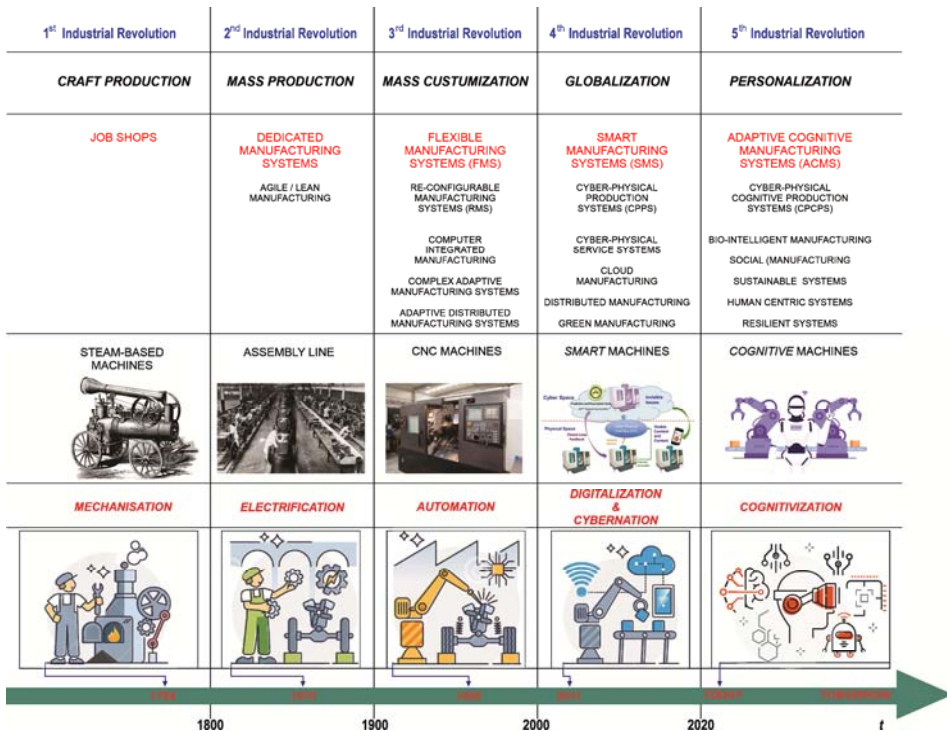 1st Industrial Revolution
2nd Industrial Revolution
3rd Industrial Revolution
4th Industrial Revolution
5th Industrial Revolution
CRAFT PRODUCTION
MASS PRODUCTION
MASS CUSTUMIZATION
GLOBALIZATION
PERSONALIZATION
JOB SHOPS
DEDICATED
MANUFACTURING
SYSTEMS
AGILE / LEAN
MANUFACTURING
FLEXIBLE
MANUFACTURING
SYSTEMS (FMS)
RE-CONFIGURABLE
MANUFACTURING
SYSTEMS (RMS)
COMPUTER
INTEGRATED
MANUFACTURING
COMPLEX ADAPTIVE
MANUFACTURING SYSTEMS
ADAPTIVE DISTRIBUTED
MANUFACTURING SYSTEMS
SMART
MANUFACTURING
SYSTEMS (SMS)
CYBER-PHYSICAL
PRODUCTION
SYSTEMS (CPPS)
CYBER-PHYSICAL
SERVICE SYSTEMS
CLOUD
MANUFACTURING
DISTRIBUTED MANUFACTURING
GREEN MANUFACTURING
ADAPTIVE COGNITIVE
MANUFACTURING
SYSTEMS (ACMS)
CYBER-PHYSICAL
COGNITIVE PRODUCTION
SYSTEMS (CPCPS)
BIO-INTELLIGENT MANUFACTURING
SOCIAL (MANUFACTURING
SUSTAINABLE SYSTEMS
HUMAN CENTRIC SYSTEMS
RESILIENT SYSTEMS
STEAM-BASED
MACHINES
ASSEMBLY LINE
CNC MACHINES
SMART MACHINES
COGNITIVE MACHINES
Cyber Space
Physical Space
MECHANISATION
ELECTRIFICATION
AUTOMATION
DIGITALIZATION
&
CYBERNATION
COGNITIVIZATION
TODAY
TOMORROW
1800
1900
2000
2020
t